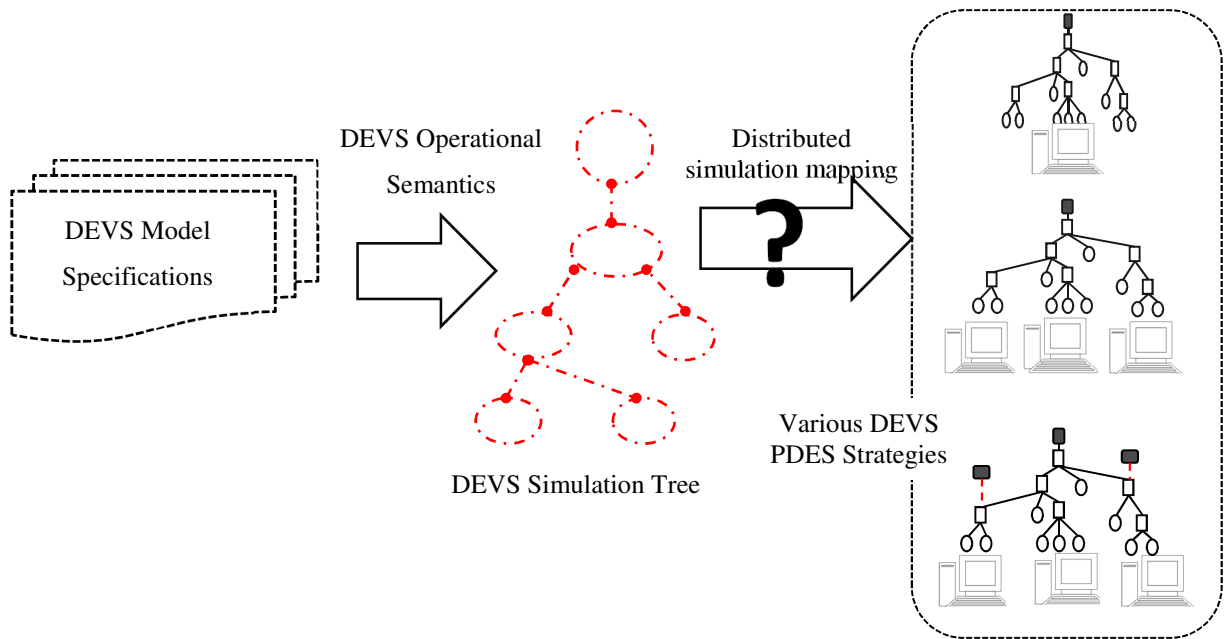 DEVS Model
Specifications
DEVS Operational
Semantics
DEVS Simulation Tree
Distributed
simulation mapping
?
Various DEVS
PDES Strategies